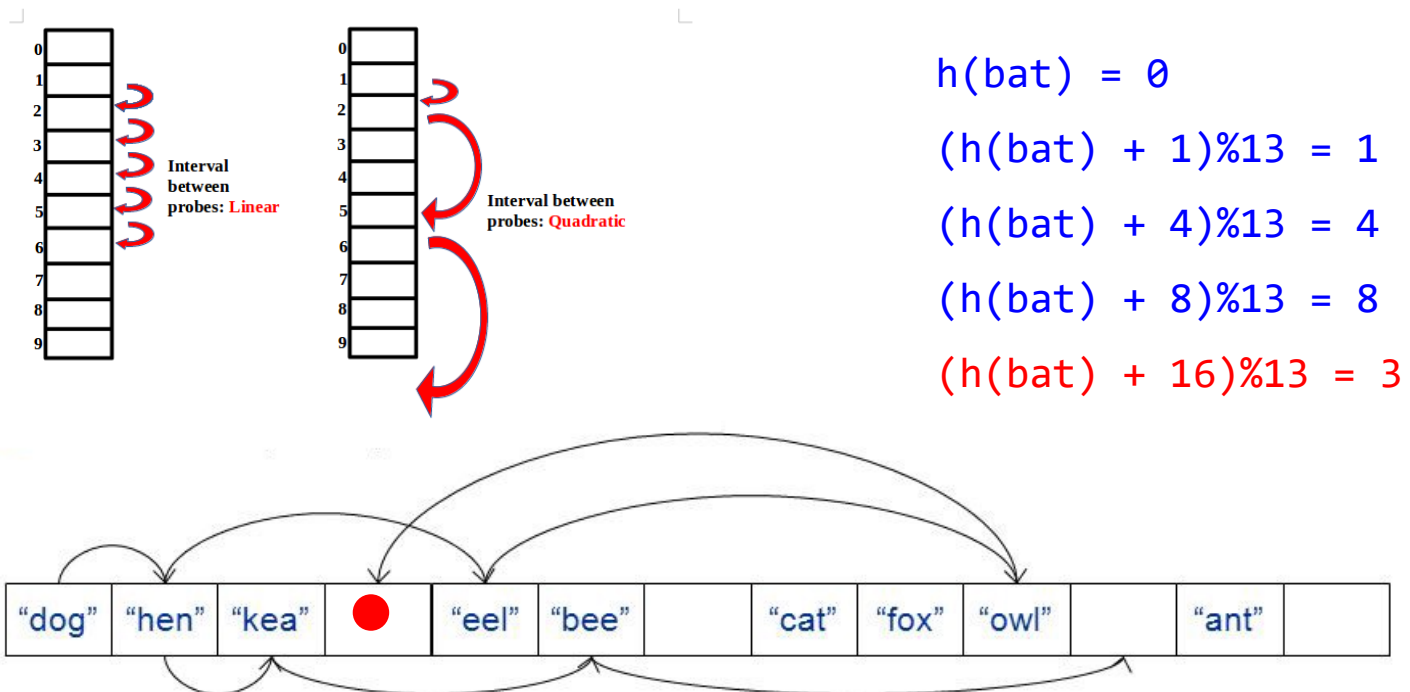 0
1
2
3
4
5
6
7
8
9
Interval
between
probes: Linear
0
1
2
3
4
5
6
7
8
9
Interval between
probes: Quadratic
h(bat) = 0
(h(bat) + 1)%13 = 1
(h(bat) + 4)%13 = 4
(h(bat) + 8)%13 = 8
(h(bat) + 16)%13 = 3
“dog” “hen” “kea” “eel” “bee” “cat” “fox” “owl” “ant”